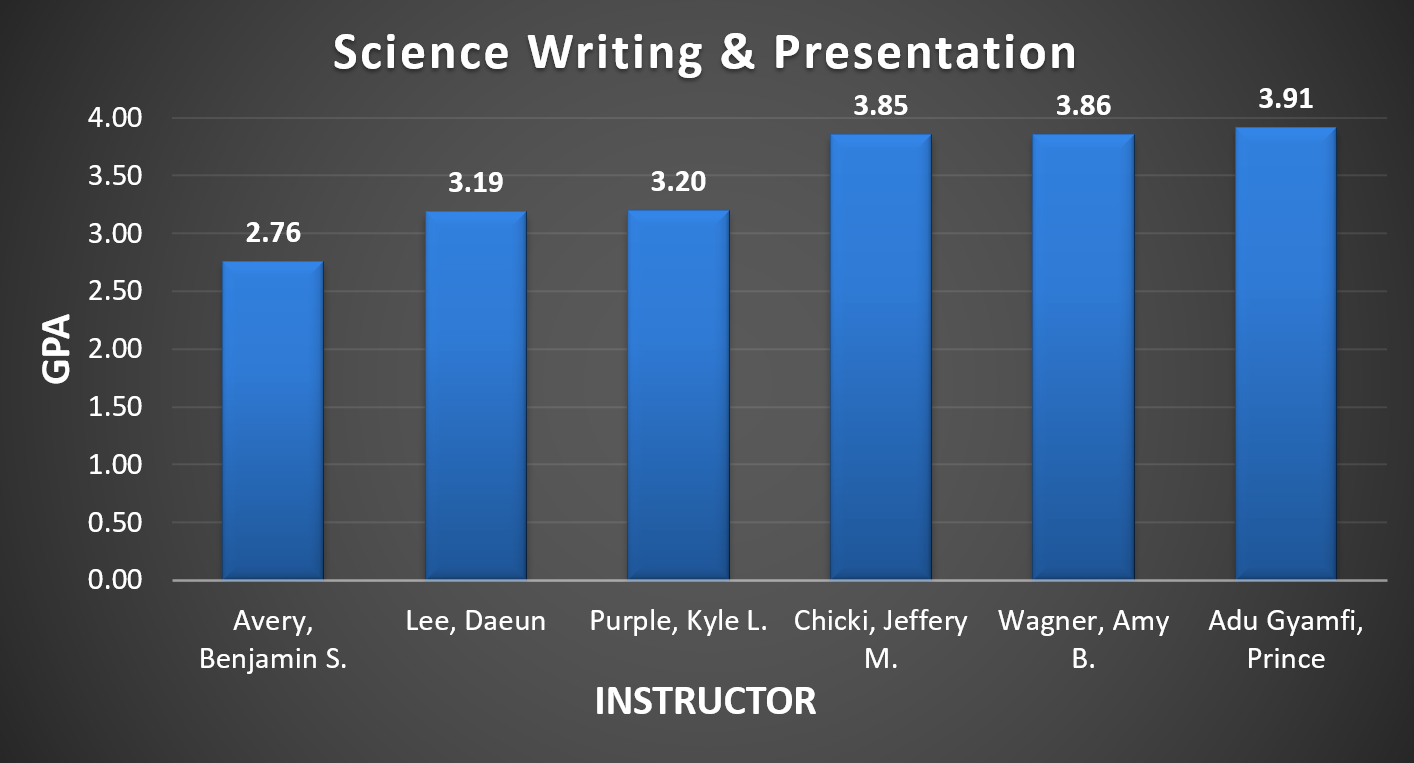 Science Writing & Presentation
4.00
3.50
3.00
2.50
2.00
1.50
1.00
0.50
0.00
GPA
2.76
3.19
3.20
3.85
3.86
3.91
Avery,
Benjamin S.
Lee, Daeun
Purple, Kyle L.
Chicki, Jeffery
M.
Wagner, Amy
B.
Adu Gyamfi,
Prince
INSTRUCTOR